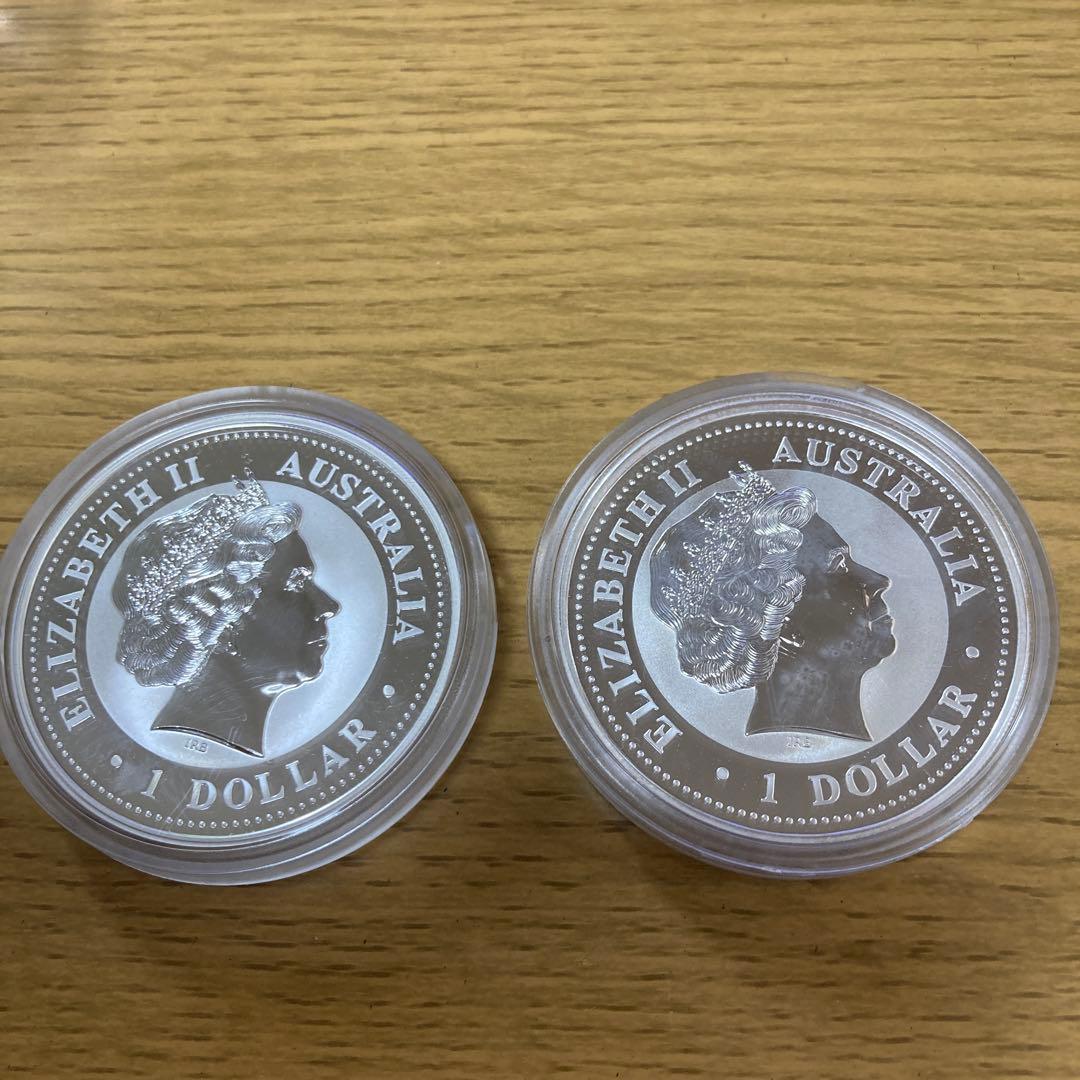 ELIZABETH II AUSTRALIA
IRB
• 1 DOLLAR •
ELIZABETH II AUSTRALIA
IRB
• 1 DOLLAR •